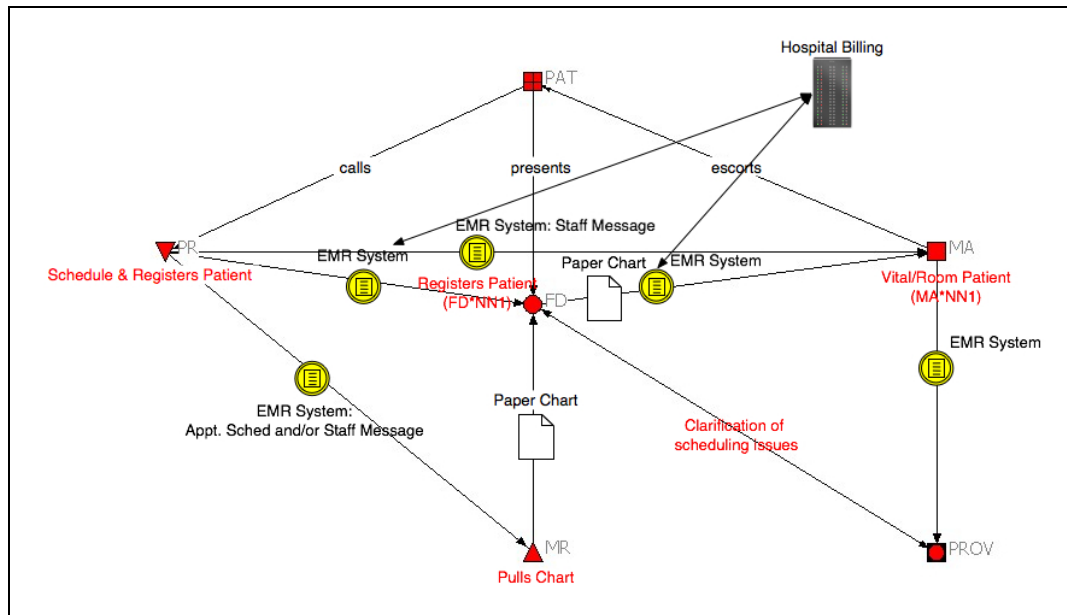 Hospital Billing
PAT
calls
presents
escorts
EMR System: Staff Message
PR
MA
Schedule & Registers Patient
EMR System
Registers Patient
(FD*NN1)
Paper Chart
EMR System
Vital/Room Patient
(MA*NN1)
FD
EMR System
EMR System:
Appt. Sched and/or Staff Message
Paper Chart
Clarification of
scheduling issues
MR
Pulls Chart
PROV